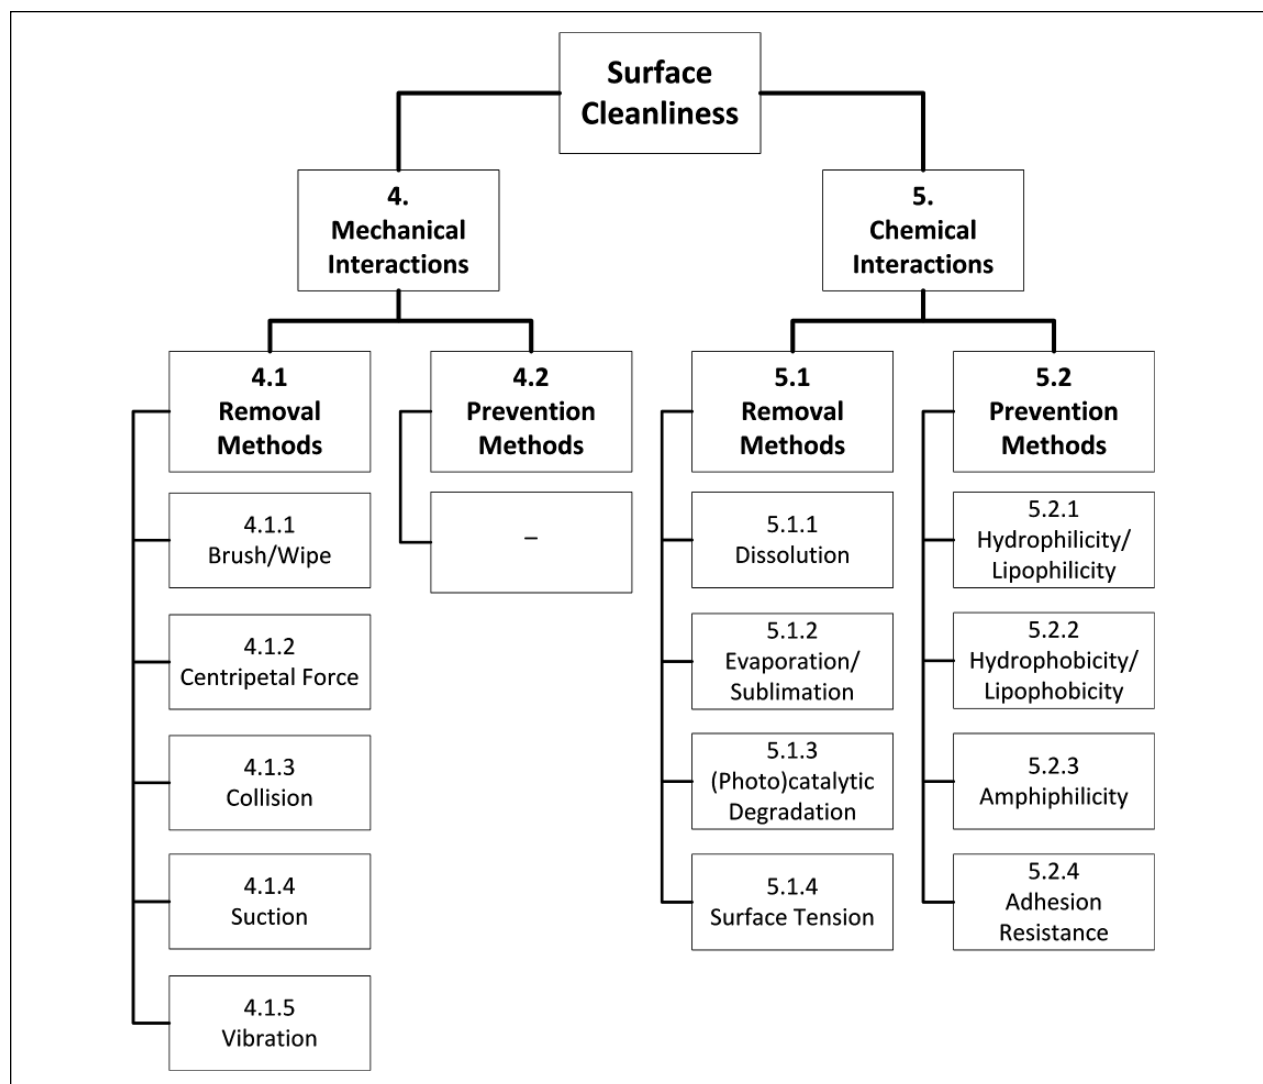 Surface
Cleanliness
4.
Mechanical
Interactions
5.
Chemical
Interactions
4.1
Removal
Methods
4.2
Prevention
Methods
5.1
Removal
Methods
5.2
Prevention
Methods
4.1.1
Brush/Wipe
–
5.1.1
Dissolution
5.2.1
Hydrophilicity/
Lipophilicity
4.1.2
Centripetal Force
5.1.2
Evaporation/
Sublimation
5.2.2
Hydrophobicity/
Lipophobicity
4.1.3
Collision
5.1.3
(Photo)catalytic
Degradation
5.2.3
Amphiphilicity
4.1.4
Suction
5.1.4
Surface Tension
5.2.4
Adhesion
Resistance
4.1.5
Vibration